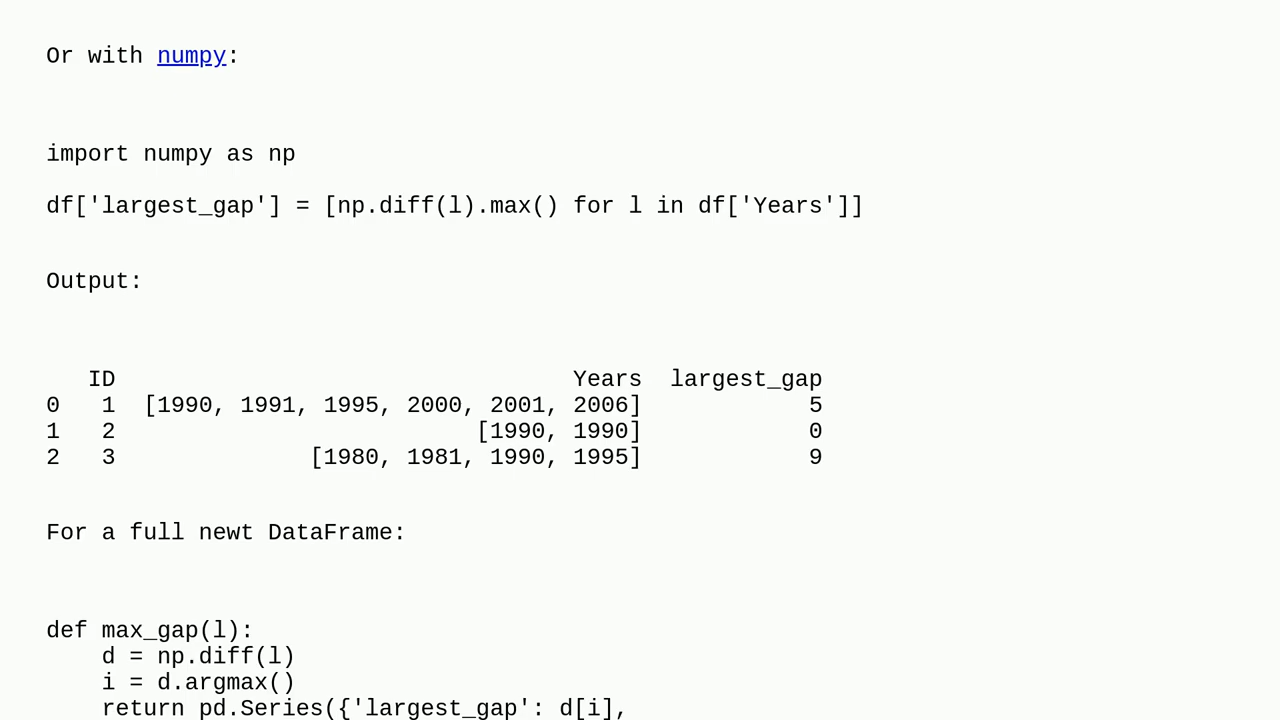 Or with numpy:
import numpy as np
df['largest_gap'] = [np.diff(l).max() for l in df['Years']]
Output:
   ID                                 Years  largest_gap
0   1  [1990, 1991, 1995, 2000, 2001, 2006]            5
1   2                          [1990, 1990]            0
2   3              [1980, 1981, 1990, 1995]            9
For a full newt DataFrame:
def max_gap(l):
    d = np.diff(l)
    i = d.argmax()
    return pd.Series({'largest_gap': d[i],